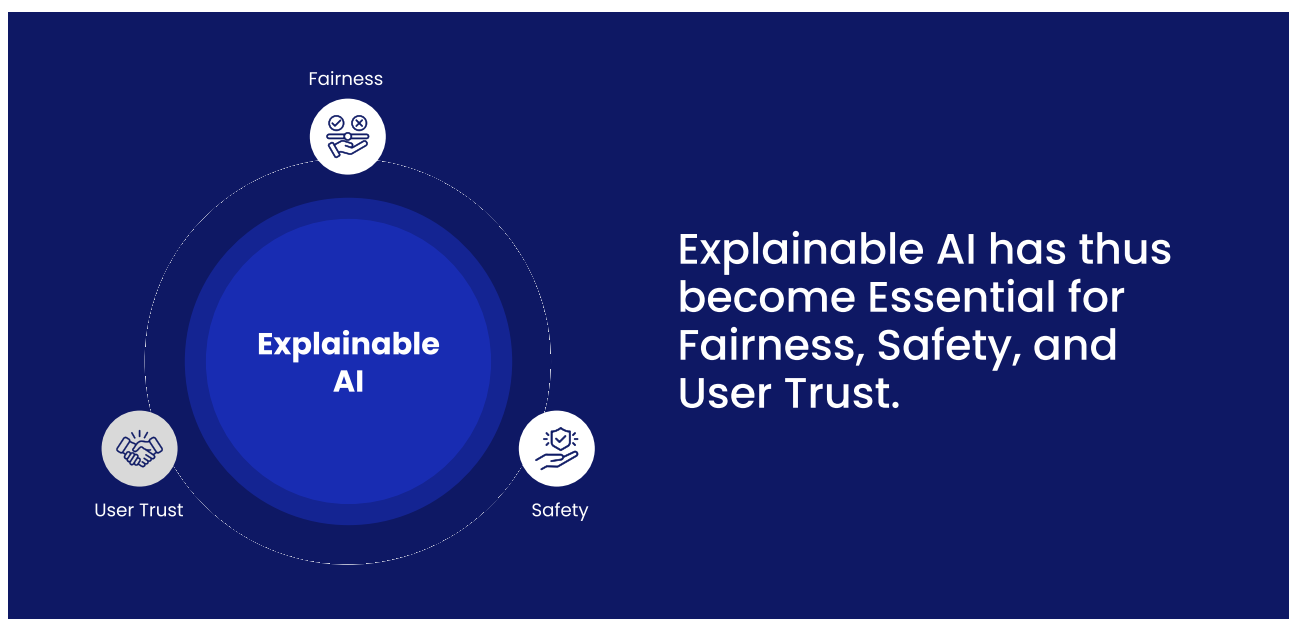 Fairness
Explainable
AI
User Trust
Safety
Explainable AI has thus
become Essential for
Fairness, Safety, and
User Trust.